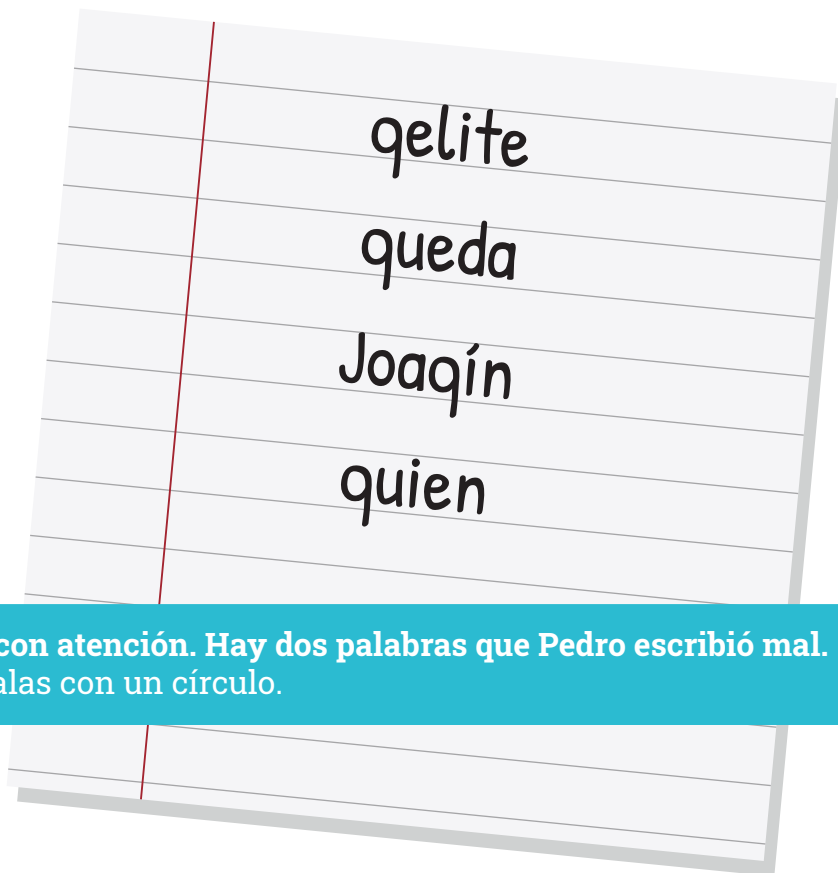 qelite
queda
Joaqín
quien
con atención. Hay dos palabras que Pedro escribió mal.
alas con un círculo.